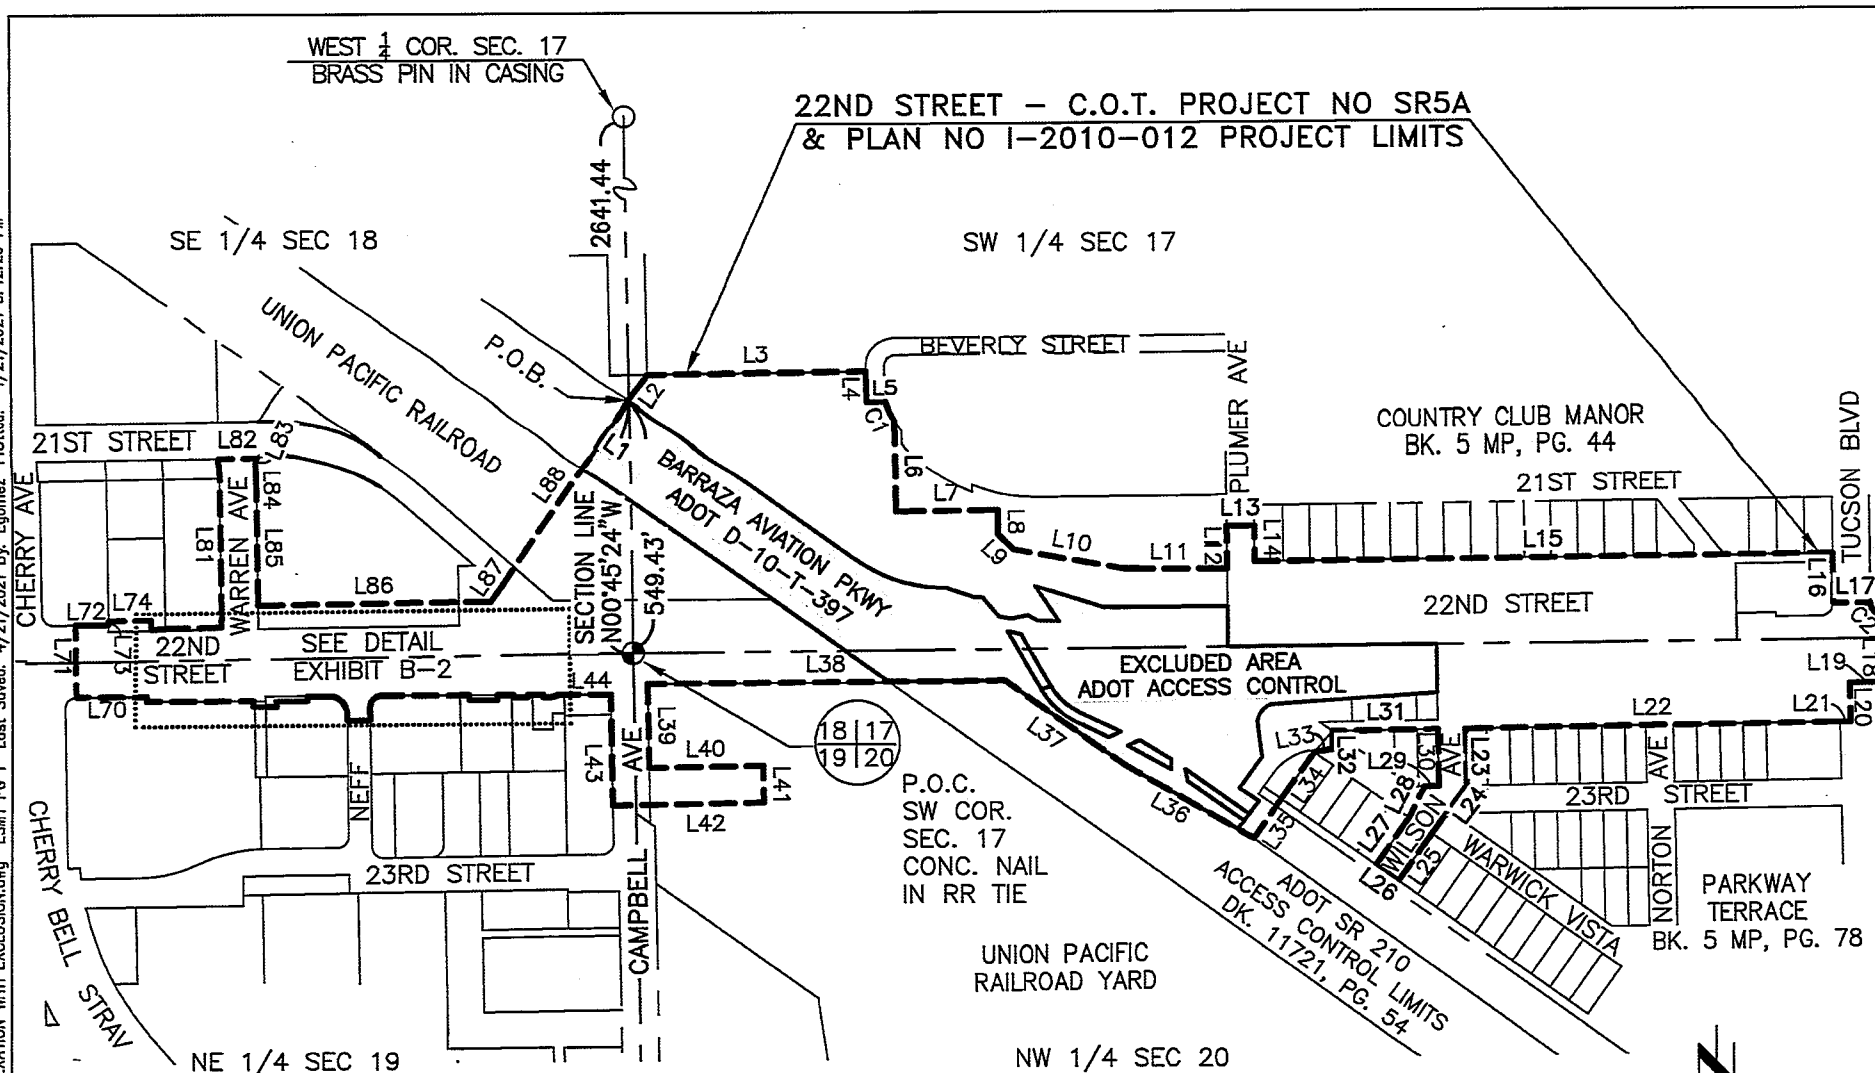 WEST 1/4 COR. SEC. 17
BRASS PIN IN CASING
22ND STREET – C.O.T. PROJECT NO SR5A
& PLAN NO I–2010–012 PROJECT LIMITS
2641.44
SE 1/4 SEC 18
SW 1/4 SEC 17
UNION PACIFIC RAILROAD
P.O.B.
L2
L3
L4
L5
C1
BEVERLY STREET
PLUMER AVE
COUNTRY CLUB MANOR
BK. 5 MP, PG. 44
TUCSON BLVD
21ST STREET
L82
L83
21ST STREET
L1
L88
BARRAZA AVIATION PKWY
ADOT D–10–T–397
L6
L7
L8
L9
L10
L11
L12
L13
L14
L15
L16
L17
CHERRY AVE
L81
WARREN AVE
L84
L85
L86
L87
SECTION LINE
N00°45'24"W
549.43'
22ND STREET
L72
L74
L71
L73
22ND
STREET
SEE DETAIL
EXHIBIT B–2
L44
L38
EXCLUDED AREA
ADOT ACCESS CONTROL
L18
L19
L20
L21
L22
L70
L39
L40
L41
L42
L43
AVE
18 17
19 20
L37
L36
L31
L33
L32
L29
L30
L34
L35
L28
L27
WILSON
AVE
L23
L24
L25
L26
AVE
23RD STREET
NEFF
P.O.C.
SW COR.
SEC. 17
CONC. NAIL
IN RR TIE
CHERRY BELL STRAV
23RD STREET
CAMPBELL
WARWICK VISTA
NORTON
PARKWAY
TERRACE
BK. 5 MP, PG. 78
ADOT SR 210
ACCESS CONTROL LIMITS
DK. 11721, PG. 54
UNION PACIFIC
RAILROAD YARD
NE 1/4 SEC 19
NW 1/4 SEC 20